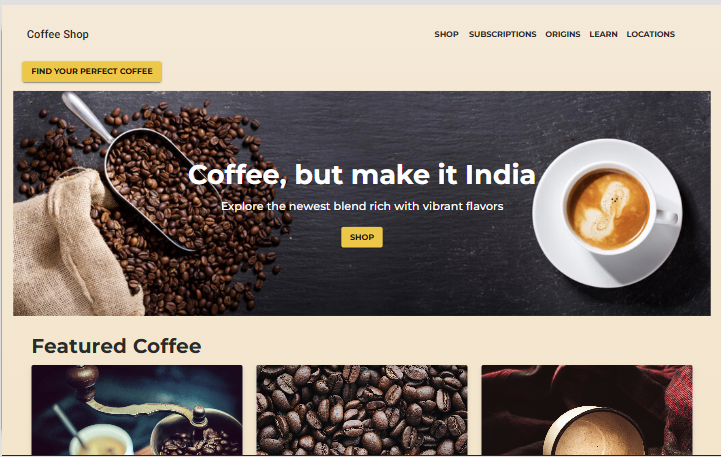 Coffee Shop
SHOP SUBSCRIPTIONS ORIGINS LEARN LOCATIONS
FIND YOUR PERFECT COFFEE
Coffee, but make it India
Explore the newest blend rich with vibrant flavors
SHOP
Featured Coffee